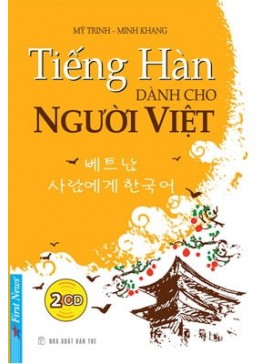 MỸ TRINH - MINH KHANG
Tiếng Hàn
DÀNH CHO
NGƯỜI VIỆT
베트남
사람에게 한국어
2 CD
First News
NHÀ XUẤT BẢN TRẺ